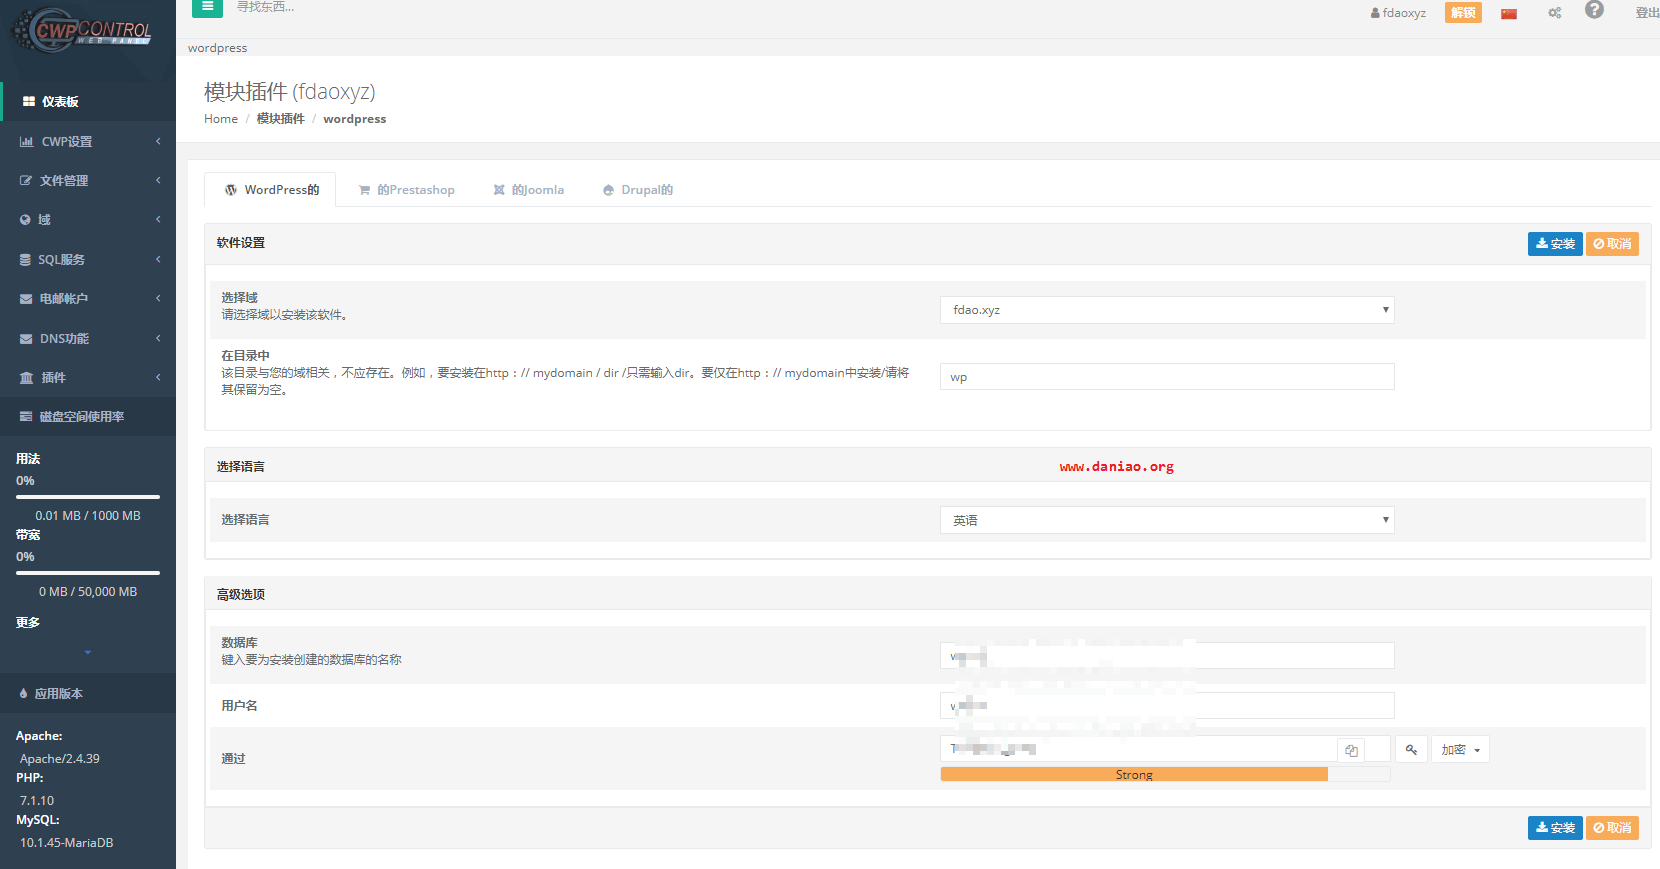 CWPCONTROL
WEB PANEL
寻找东西...
fdaoxyz
解锁
登出
wordpress
模块插件 (fdaoxyz)
Home / 模块插件 / wordpress
仪表板
CWP设置
文件管理
域
SQL服务
电邮帐户
DNS功能
插件
磁盘空间使用率
用法
0%
0.01 MB / 1000 MB
带宽
0%
0 MB / 50,000 MB
更多
应用版本
Apache:
Apache/2.4.39
PHP:
7.1.10
MySQL:
10.1.45-MariaDB
WordPress的
的Prestashop
的Joomla
Drupal的
软件设置
安装
取消
选择域
请选择域以安装该软件。
fdao.xyz
在目录中
该目录与您的域相关，不应存在。例如，要安装在http：// mydomain / dir /只需输入dir。要仅在http：// mydomain中安装/请将
其保留为空。
wp
选择语言
www.daniao.org
选择语言
英语
高级选项
数据库
键入要为安装创建的数据库的名称
用户名
通过
加密
Strong
安装
取消